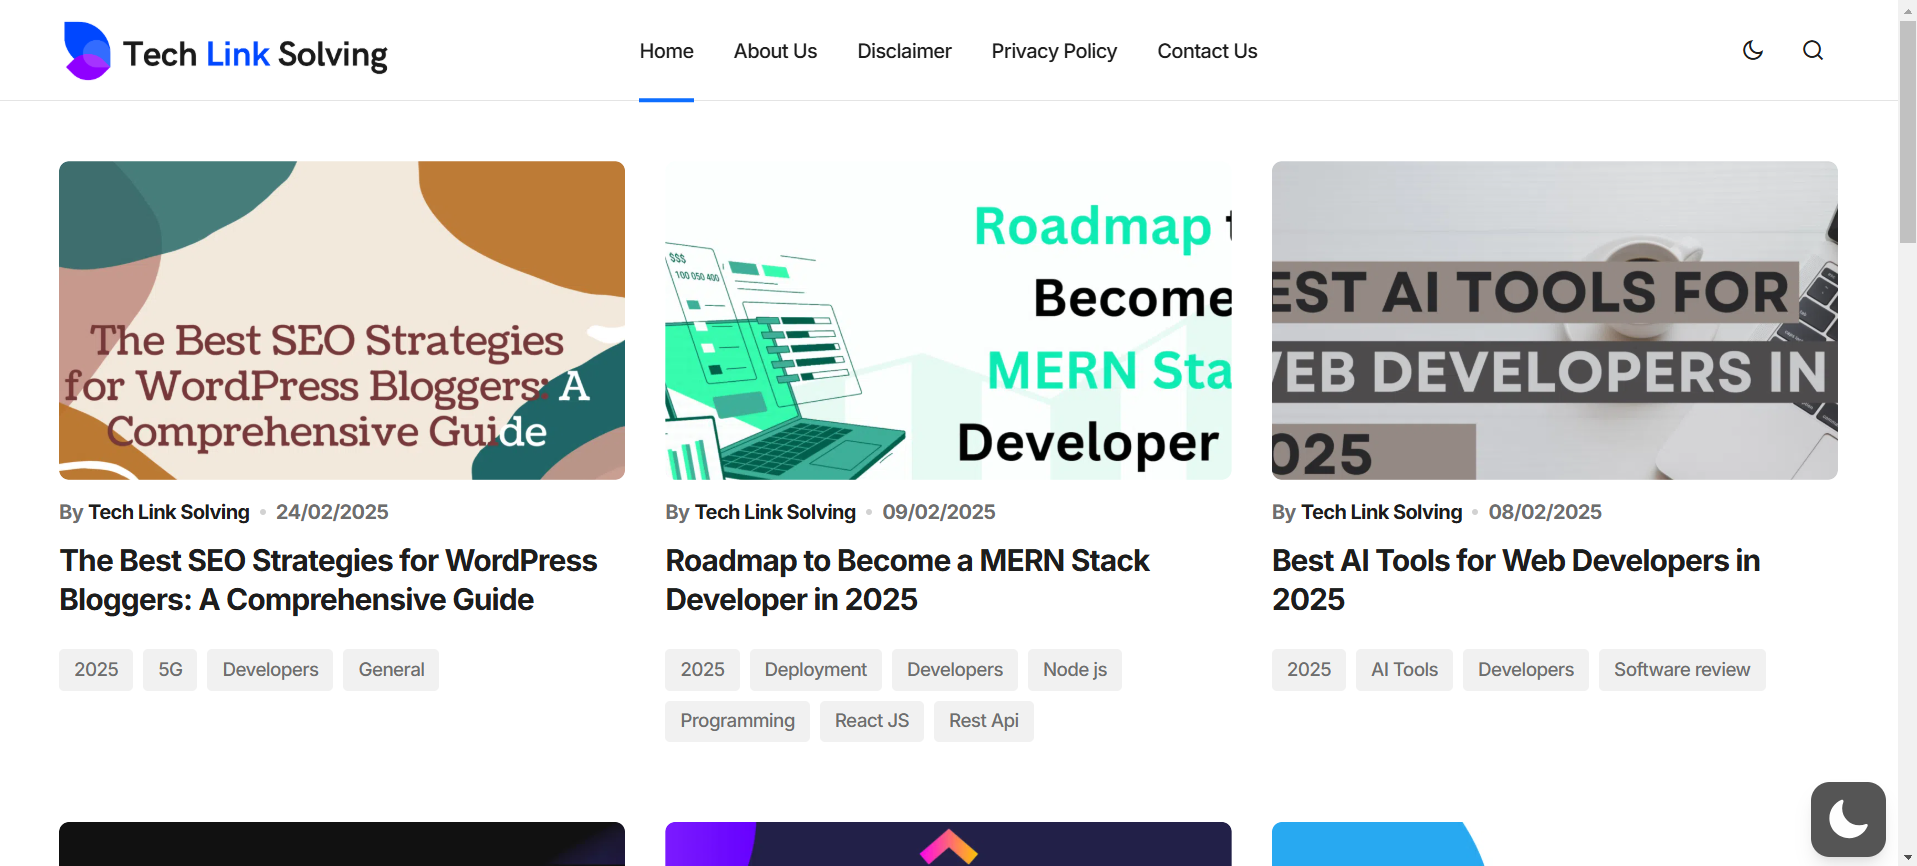 Tech Link Solving
Home About Us Disclaimer Privacy Policy Contact Us
The Best SEO Strategies
for WordPress Bloggers: A
Comprehensive Guide
By Tech Link Solving • 24/02/2025
The Best SEO Strategies for WordPress
Bloggers: A Comprehensive Guide
2025 5G Developers General
Roadmap t
Become
MERN Sta
Developer
$$$
100 050 400
By Tech Link Solving • 09/02/2025
Roadmap to Become a MERN Stack
Developer in 2025
2025 Deployment Developers Node js
Programming React JS Rest Api
EST AI TOOLS FOR
EB DEVELOPERS IN
025
By Tech Link Solving • 08/02/2025
Best AI Tools for Web Developers in
2025
2025 AI Tools Developers Software review